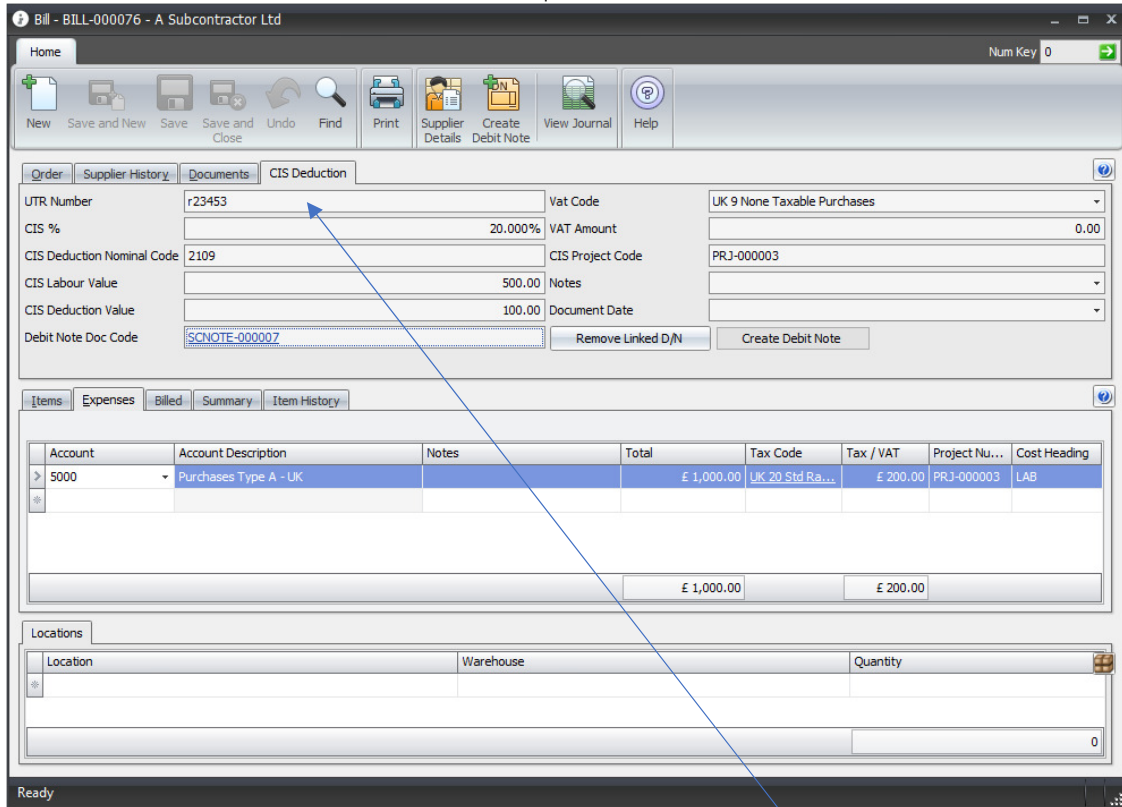 Bill - BILL-000076 - A Subcontractor Ltd
Home
Num Key 0
New Save and New Save Save and Close Undo Find Print Supplier Details Create Debit Note View Journal Help
Order Supplier History Documents CIS Deduction
UTR Number r23453 Vat Code UK 9 None Taxable Purchases
CIS % 20.000% VAT Amount 0.00
CIS Deduction Nominal Code 2109 CIS Project Code PRJ-000003
CIS Labour Value 500.00 Notes
CIS Deduction Value 100.00 Document Date
Debit Note Doc Code SCNOTE-000007 Remove Linked D/N Create Debit Note
Items Expenses Billed Summary Item History
Account Account Description Notes Total Tax Code Tax / VAT Project Nu... Cost Heading
5000 Purchases Type A - UK £ 1,000.00 UK 20 Std Ra... £ 200.00 PRJ-000003 LAB
£ 1,000.00 £ 200.00
Locations
Location Warehouse Quantity
0
Ready